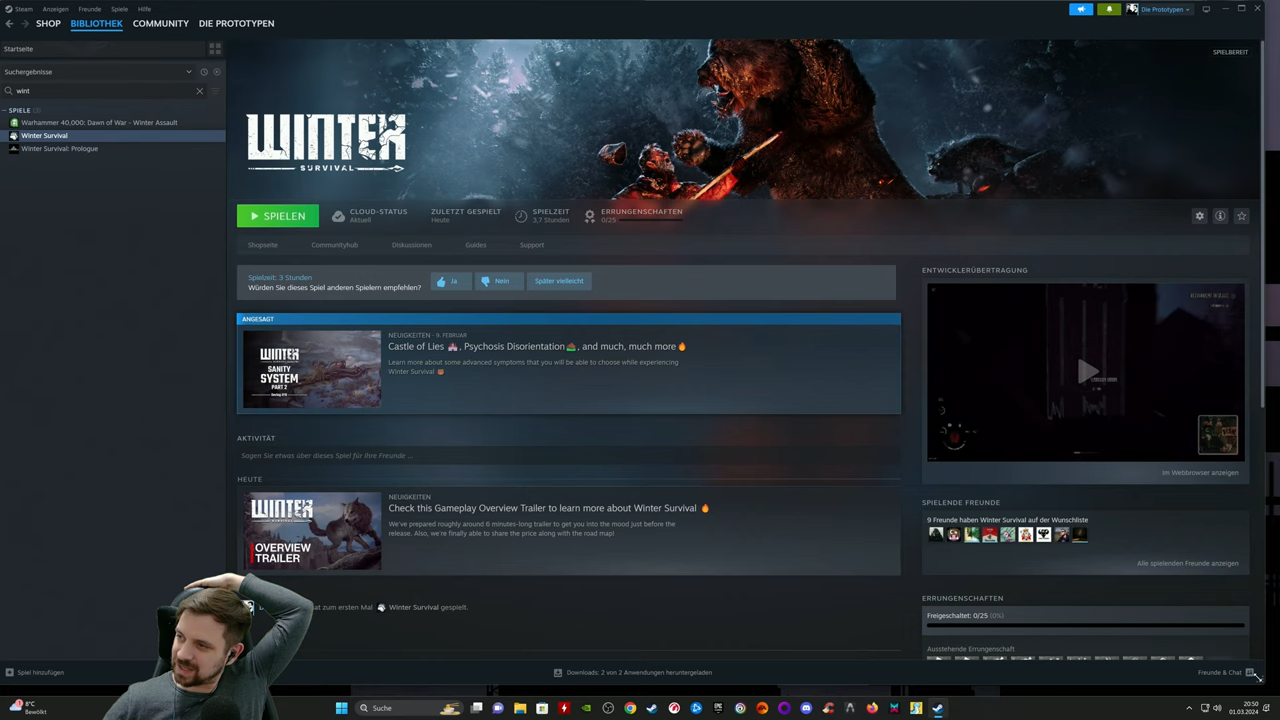 Steam Anzeigen Freunde Spiele Hilfe
Die Prototypen
SHOP BIBLIOTHEK COMMUNITY DIE PROTOTYPEN
Startseite
SPIELBEREIT
Suchergebnisse
wint
SPIELE (3)
Warhammer 40,000: Dawn of War - Winter Assault
Winter Survival
Winter Survival: Prologue
WINTER
SURVIVAL
SPIELEN
CLOUD-STATUS
Aktuell
ZULETZT GESPIELT
Heute
SPIELZEIT
3,7 Stunden
ERRUNGENSCHAFTEN
0/25
Shopseite Communityhub Diskussionen Guides Support
Spielzeit: 3 Stunden
Würden Sie dieses Spiel anderen Spielern empfehlen?
Ja Nein Später vielleicht
ANGESAGT
WINTER
SANITY
SYSTEM
PART 2
NEUIGKEITEN · 9. FEBRUAR
Castle of Lies 🏰, Psychosis Disorientation, and much, much more🔥
Learn more about some advanced symptoms that you will be able to choose while experiencing
Winter Survival
AKTIVITÄT
Sagen Sie etwas über dieses Spiel für Ihre Freunde ...
HEUTE
WINTER
OVERVIEW
TRAILER
NEUIGKEITEN
Check this Gameplay Overview Trailer to learn more about Winter Survival 🔥
We've prepared roughly around 6 minutes-long trailer to get you into the mood just before the
release. Also, we're finally able to share the price along with the road map!
at zum ersten Mal Winter Survival gespielt.
ENTWICKLERÜBERTRAGUNG
Im Webbrowser anzeigen
SPIELENDE FREUNDE
9 Freunde haben Winter Survival auf der Wunschliste
Alle spielenden Freunde anzeigen
ERRUNGENSCHAFTEN
Freigeschaltet: 0/25 (0%)
Ausstehende Errungenschaft
Spiel hinzufügen
Downloads: 2 von 2 Anwendungen heruntergeladen
Freunde & Chat
8°C
Bewölkt
Suche
20:50
01.03.2024